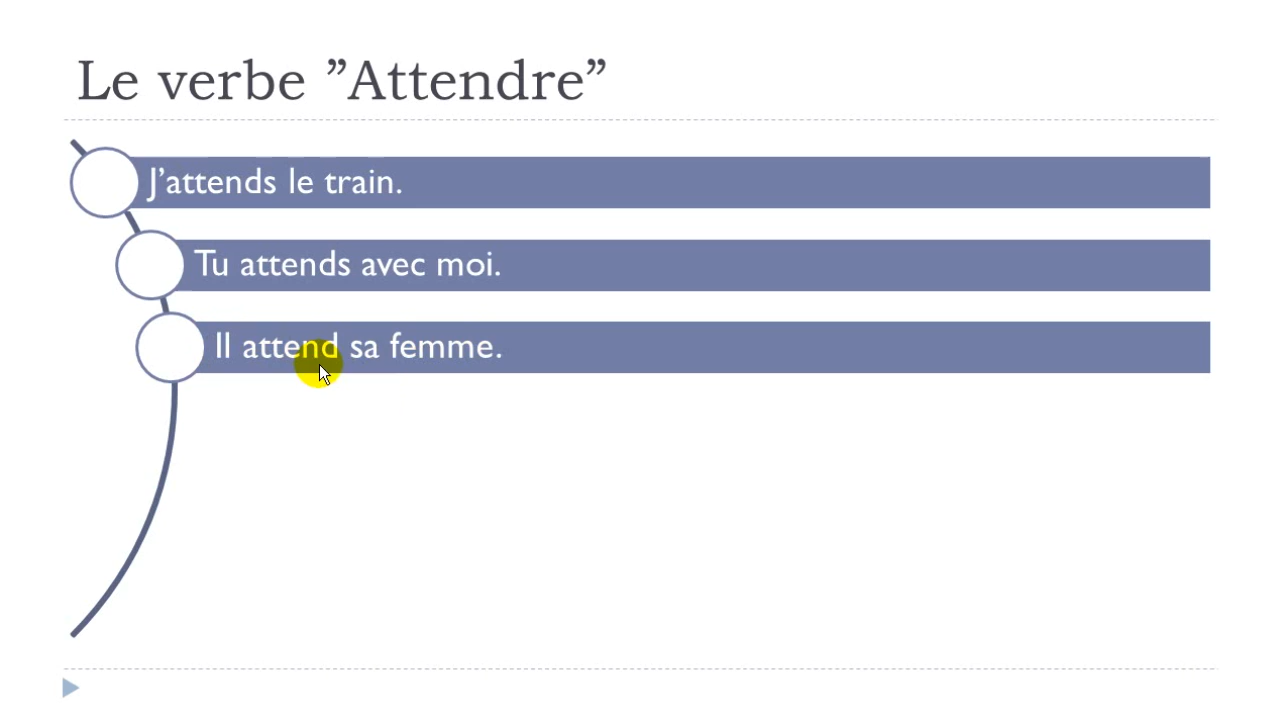 Le verbe ”Attendre”
J’attends le train.
Tu attends avec moi.
Il attend sa femme.